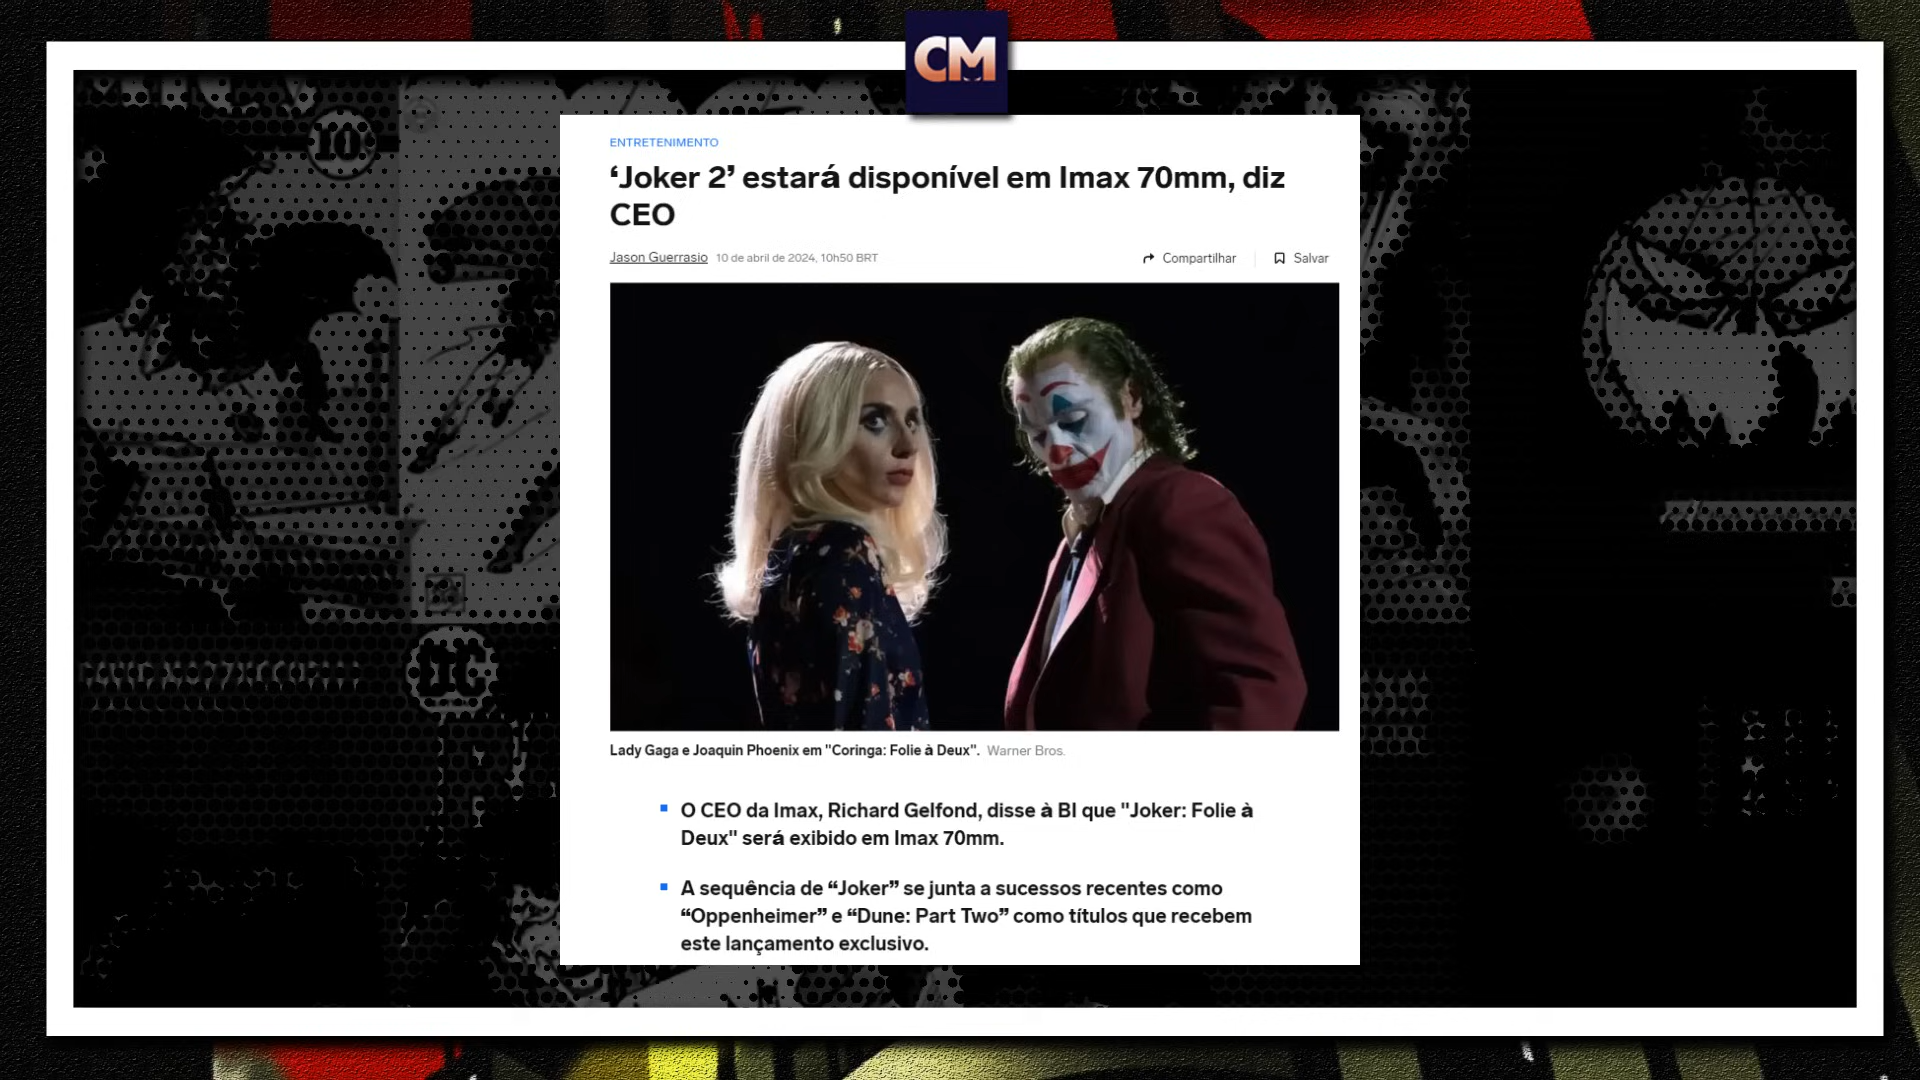 CM
ENTRETENIMENTO
‘Joker 2’ estará disponível em Imax 70mm, diz
CEO
Jason Guerrasio 10 de abril de 2024, 10h50 BRT
Compartilhar
Salvar
Lady Gaga e Joaquin Phoenix em "Coringa: Folie à Deux". Warner Bros.
O CEO da Imax, Richard Gelfond, disse à BI que "Joker: Folie à
Deux" será exibido em Imax 70mm.
A sequência de “Joker” se junta a sucessos recentes como
“Oppenheimer” e “Dune: Part Two” como títulos que recebem
este lançamento exclusivo.